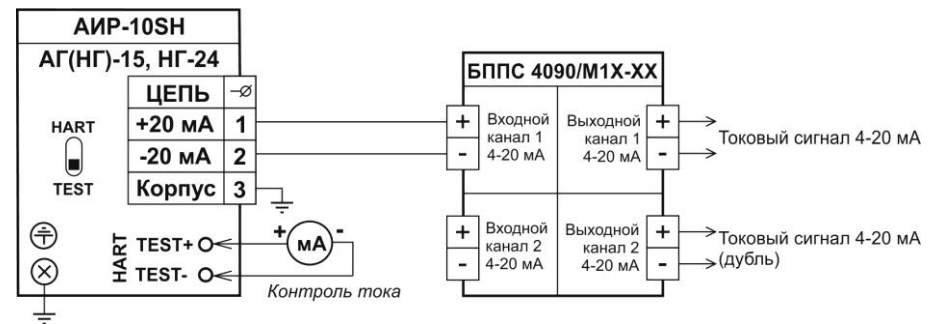 АИР-10SH
АГ(НГ)-15, НГ-24
ЦЕПЬ
+20 мА 1
-20 мА 2
Корпус 3
HART
TEST
HART
TEST+
TEST-
+ мА -
Контроль тока
БППС 4090/М1Х-ХХ
+
-
Входной
канал 1
4-20 мА
Выходной
канал 1
4-20 мА
+
-
Токовый сигнал 4-20 мА
+
-
Входной
канал 2
4-20 мА
Выходной
канал 2
4-20 мА
+
-
Токовый сигнал 4-20 мА
(дубль)